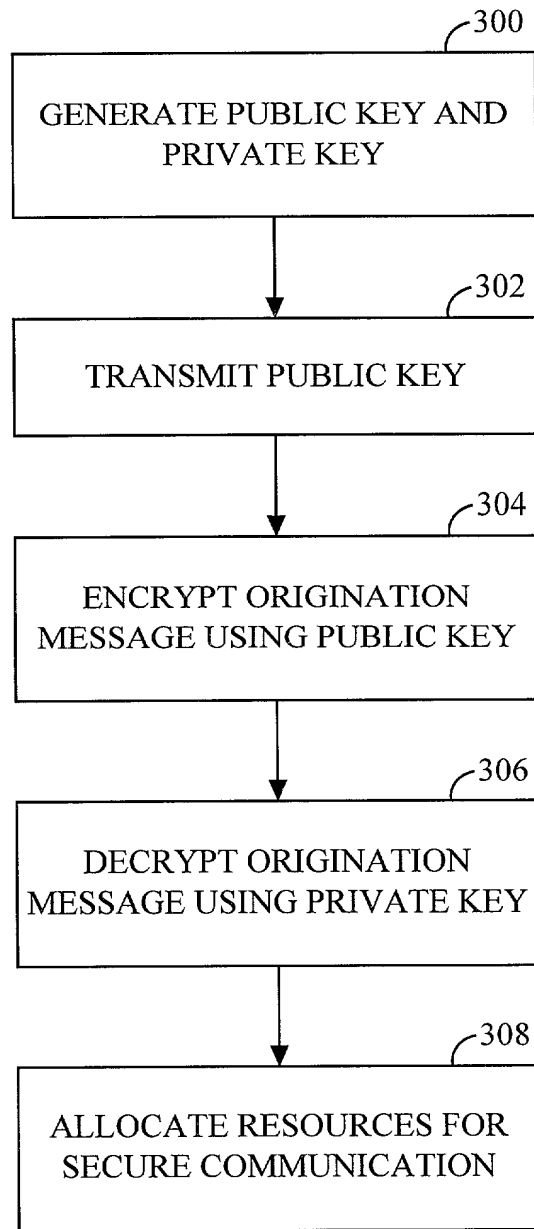 300
GENERATE PUBLIC KEY AND
PRIVATE KEY
302
TRANSMIT PUBLIC KEY
304
ENCRYPT ORIGINATION
MESSAGE USING PUBLIC KEY
306
DECRYPT ORIGINATION
MESSAGE USING PRIVATE KEY
308
ALLOCATE RESOURCES FOR
SECURE COMMUNICATION